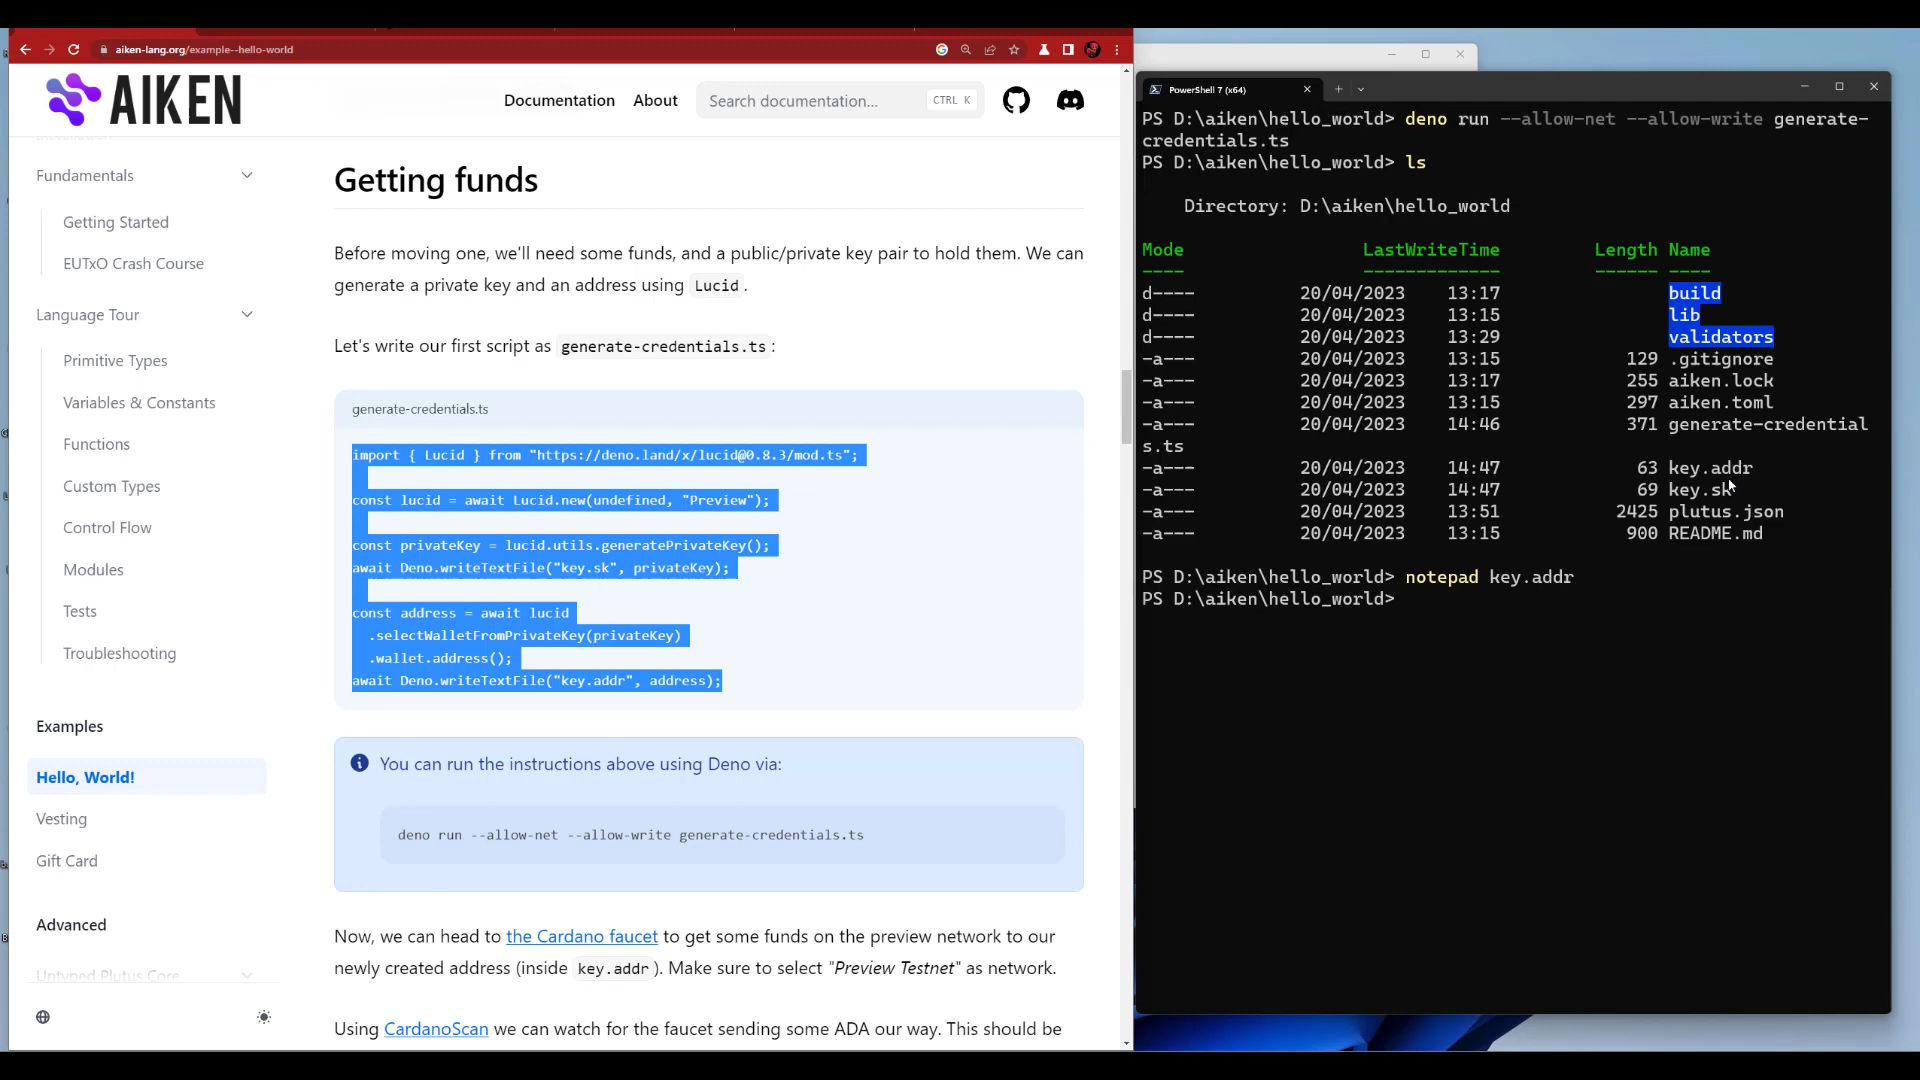 aiken-lang.org/example--hello-world
AIKEN
Documentation
About
Search documentation...
CTRL K
Fundamentals
Getting Started
EUTxO Crash Course
Language Tour
Primitive Types
Variables & Constants
Functions
Custom Types
Control Flow
Modules
Tests
Troubleshooting
Examples
Hello, World!
Vesting
Gift Card
Advanced
Untyped Plutus Core
Getting funds
Before moving one, we'll need some funds, and a public/private key pair to hold them. We can
generate a private key and an address using Lucid.
Let's write our first script as generate-credentials.ts:
generate-credentials.ts
import { Lucid } from "https://deno.land/x/lucid@0.8.3/mod.ts";
const lucid = await Lucid.new(undefined, "Preview");
const privateKey = lucid.utils.generatePrivateKey();
await Deno.writeTextFile("key.sk", privateKey);
const address = await lucid
.selectWalletFromPrivateKey(privateKey)
.wallet.address();
await Deno.writeTextFile("key.addr", address);
You can run the instructions above using Deno via:
deno run --allow-net --allow-write generate-credentials.ts
Now, we can head to the Cardano faucet to get some funds on the preview network to our
newly created address (inside key.addr). Make sure to select "Preview Testnet" as network.
Using CardanoScan we can watch for the faucet sending some ADA our way. This should be
PowerShell 7 (x64)
PS D:\aiken\hello_world> deno run --allow-net --allow-write generate-
credentials.ts
PS D:\aiken\hello_world> ls
Directory: D:\aiken\hello_world
Mode LastWriteTime Length Name
---- ------------- ------ ----
d---- 20/04/2023 13:17 build
d---- 20/04/2023 13:15 lib
d---- 20/04/2023 13:29 validators
-a--- 20/04/2023 13:15 129 .gitignore
-a--- 20/04/2023 13:17 255 aiken.lock
-a--- 20/04/2023 13:15 297 aiken.toml
-a--- 20/04/2023 14:46 371 generate-credential
s.ts
-a--- 20/04/2023 14:47 63 key.addr
-a--- 20/04/2023 14:47 69 key.sk
-a--- 20/04/2023 13:51 2425 plutus.json
-a--- 20/04/2023 13:15 900 README.md
PS D:\aiken\hello_world> notepad key.addr
PS D:\aiken\hello_world>